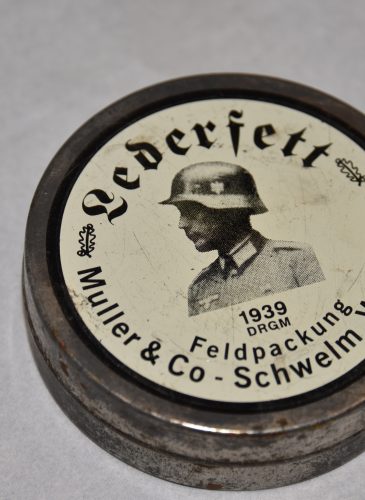 Lederfett
1939
DRGM
Feldpackung
Muller & Co - Schwelm